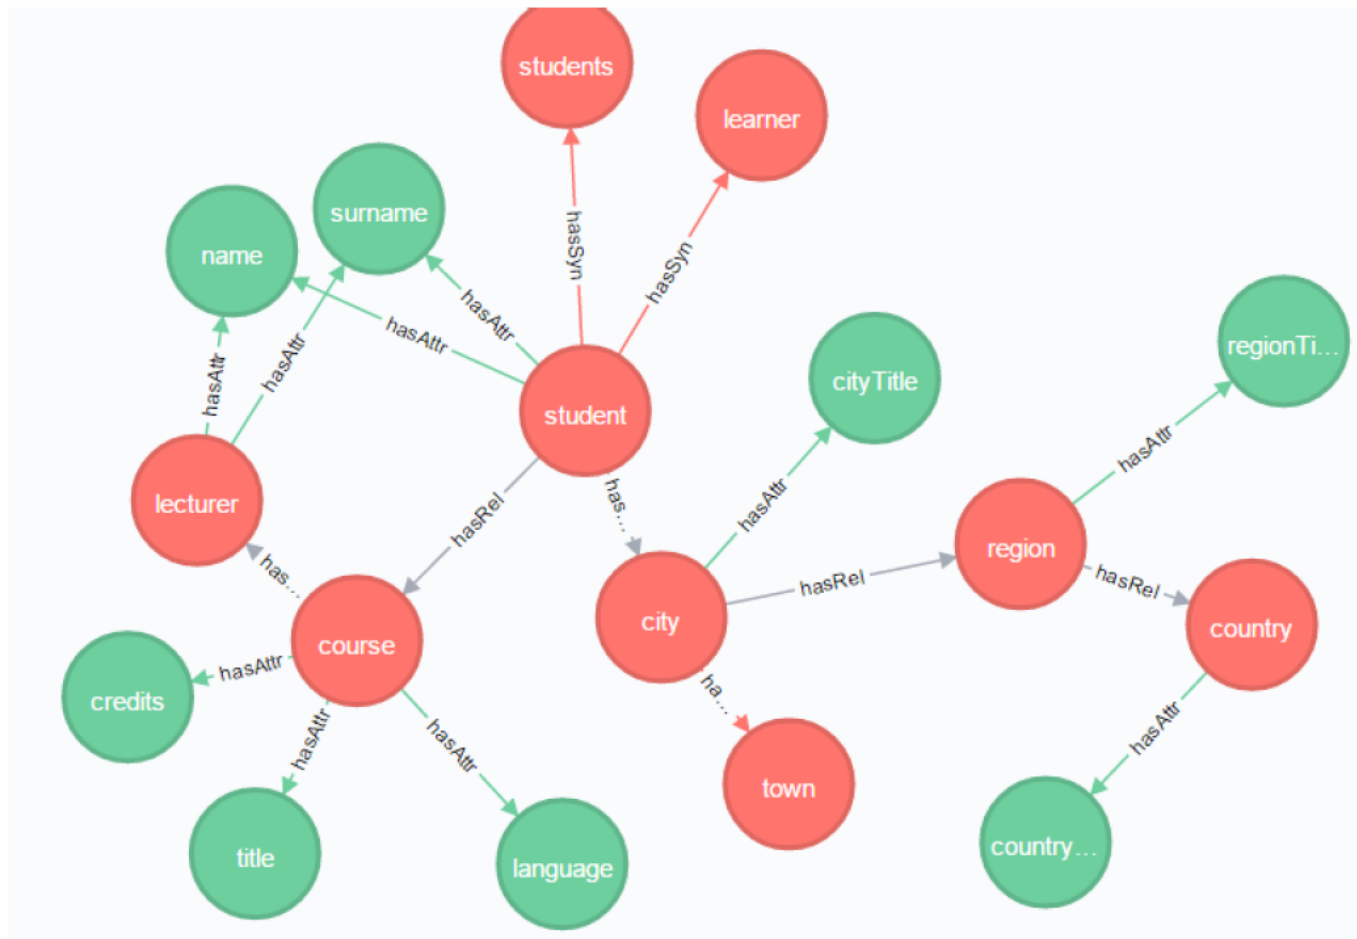 students
learner
surname
name
hasSyn
hasSyn
hasAttr
hasAttr
regionTi...
hasAttr
hasAttr
cityTitle
student
hasAttr
lecturer
has...
hasAttr
hasRel
region
has...
hasRel
hasRel
city
country
course
hasAttr
credits
ha...
hasAttr
hasAttr
hasAttr
town
country...
title
language